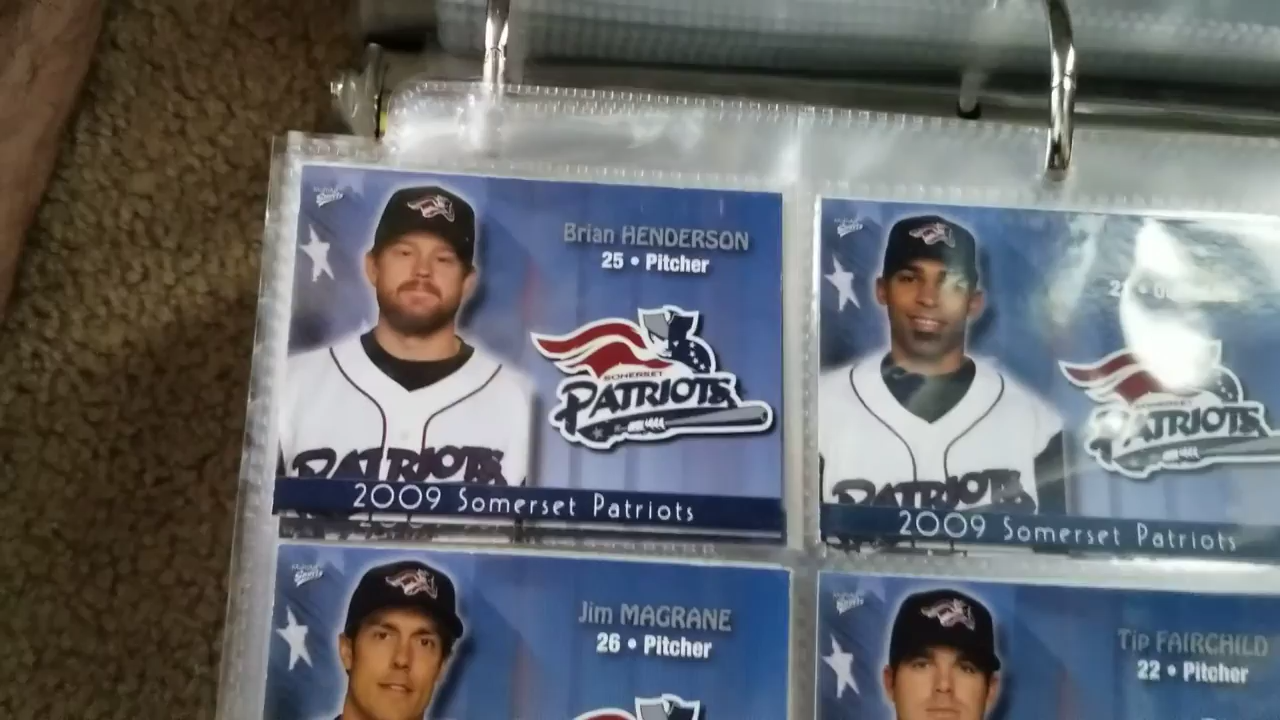 Brian HENDERSON
25 • Pitcher
SOMERSET
PATRIOTS
PATRIOTS
2009 Somerset Patriots
SOMERSET
PATRIOTS
PATRIOTS
2009 Somerset Patriots
Jim MAGRANE
26 • Pitcher
Tip FAIRCHILD
22 • Pitcher